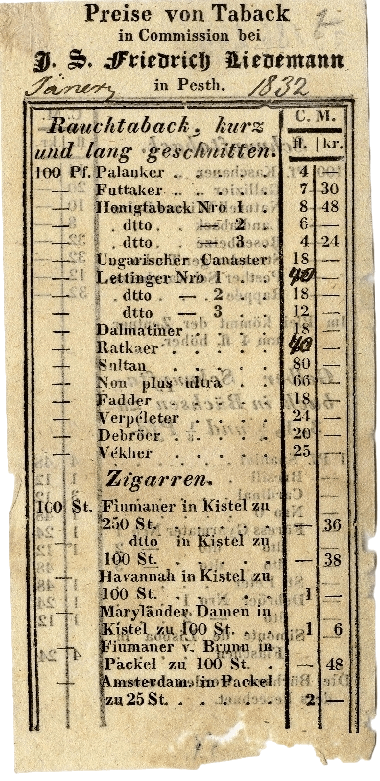 Preise von Taback
in Commission bei
J. S. Friedrich Liedemann
Jänery in Pesth. 1832
Rauchtaback, kurz
und lang geschnitten.
C. M.
fl. kr.
100 Pf. Palanker . . . 4 —
— Futtaker . . . 7 30
— Honigtaback Nro 1 . 8 48
— . dtto . — 2 . 6 —
— . dtto . — 3 . 4 24
— Ungarischer Canaster 18 —
— Lettinger Nro 1 . . 40
— . dtto — 2 . . 18 —
— . dtto — 3 . . 12 —
— Dalmatiner . . . 18 —
— Ratkaer . . . 40
— Sultan . . . 80 —
— Non plus ultra . . . 66 —
— Fadder . . . 18 —
— Verpéleter . . . 24 —
— Debröer . . . 20 —
— Vékher . . . 25
Zigarren.
100 St. Fiumaner in Kistel zu
250 St. . . . — 36
— dtto in Kistel zu
100 St. . . . — 38
— Havannah in Kistel zu
100 St. . . . 1 —
— Maryländer Damen in
Kistel zu 100 St. . . 1 6
— Fiumaner v. Brunn in
Packel zu 100 St. . . — 48
— Amsterdam. in Packel
zu 25 St. . . . 2 —